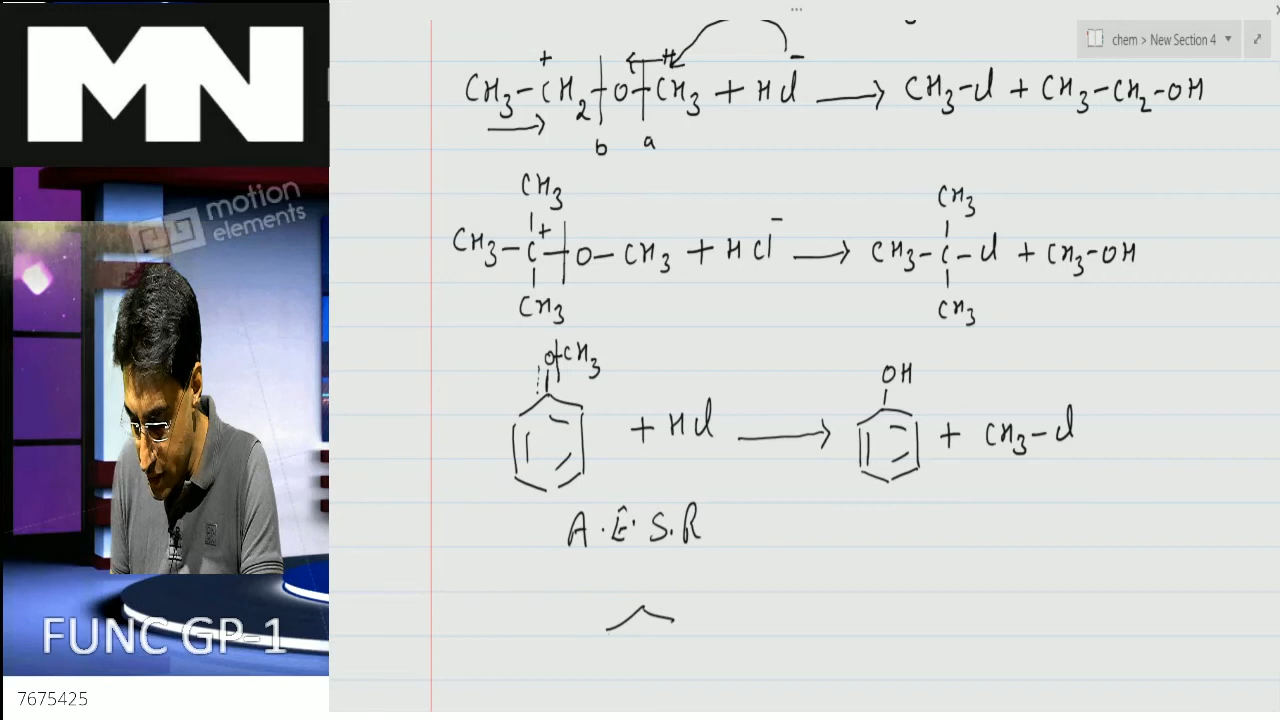 MN
motion
elements
FUNC GP-1
7675425
chem > New Section 4
CH3-CH2-O-CH3 + HCl → CH3-Cl + CH3-CH2-OH
+
+
-
b
a
CH3
CH3
CH3-C-O-CH3 + HCl → CH3-C-Cl + CH3-OH
+
-
CH3
CH3
O-CH3
OH
+ HCl → + CH3-Cl
A.E.S.R